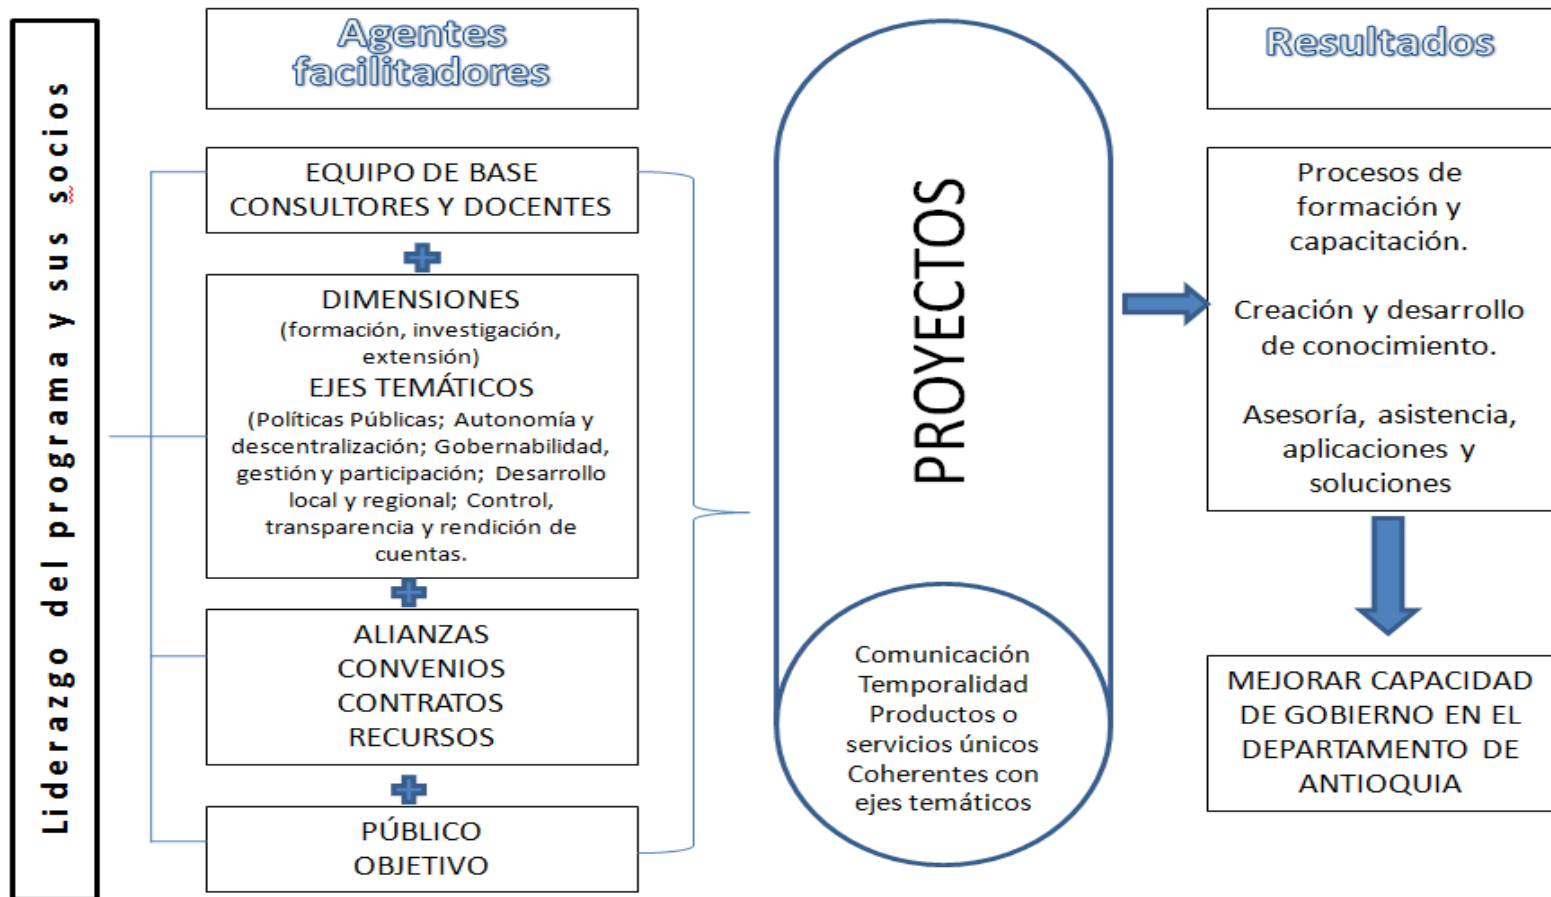 Liderazgo del programa y sus socios
Agentes
facilitadores
EQUIPO DE BASE
CONSULTORES Y DOCENTES
DIMENSIONES
(formación, investigación,
extensión)
EJES TEMÁTICOS
(Políticas Públicas; Autonomía y
descentralización; Gobernabilidad,
gestión y participación; Desarrollo
local y regional; Control,
transparencia y rendición de
cuentas.
ALIANZAS
CONVENIOS
CONTRATOS
RECURSOS
PÚBLICO
OBJETIVO
PROYECTOS
Comunicación
Temporalidad
Productos o
servicios únicos
Coherentes con
ejes temáticos
Resultados
Procesos de
formación y
capacitación.
Creación y desarrollo
de conocimiento.
Asesoría, asistencia,
aplicaciones y
soluciones
MEJORAR CAPACIDAD
DE GOBIERNO EN EL
DEPARTAMENTO DE
ANTIOQUIA